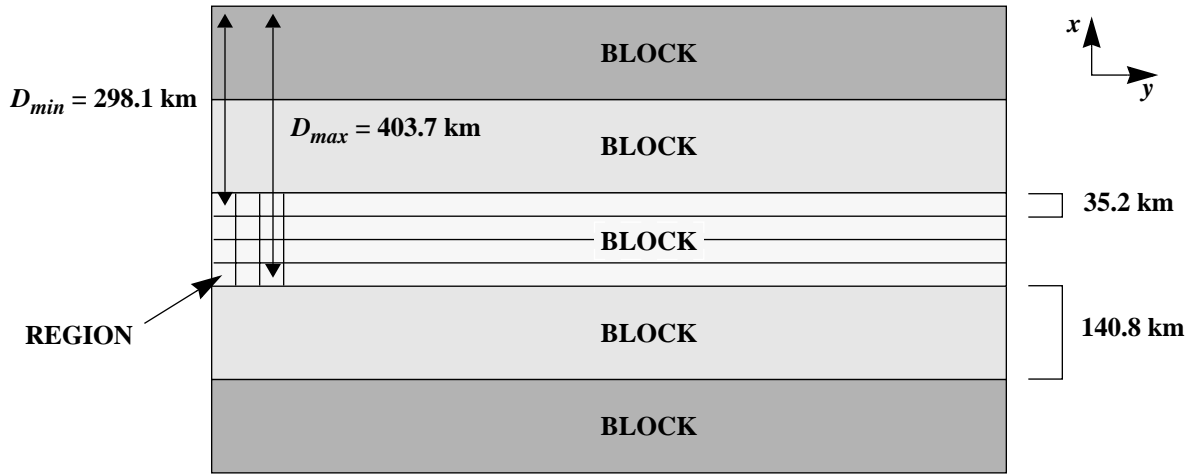 BLOCK
x
y
D_min = 298.1 km
D_max = 403.7 km
BLOCK
35.2 km
BLOCK
REGION
BLOCK
140.8 km
BLOCK